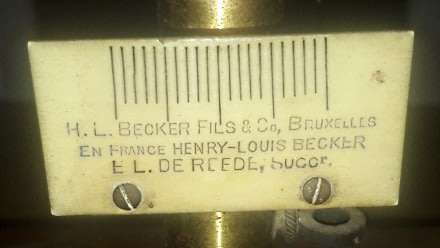 H. L. BECKER FILS & Co, BRUXELLES
EN FRANCE HENRY-LOUIS BECKER
E L. DE REEDE, SUCCr.